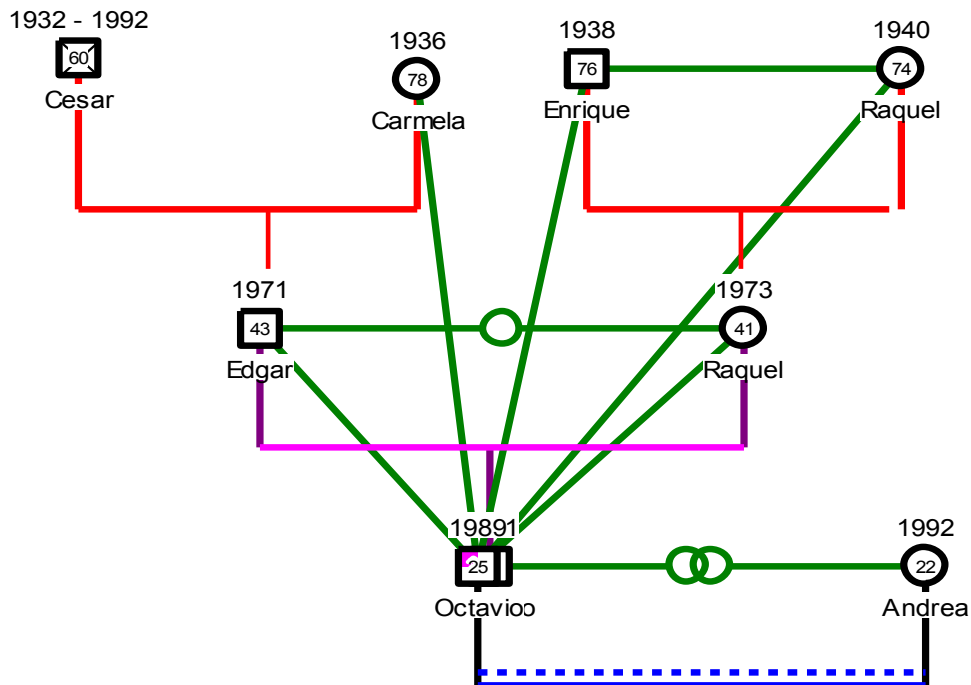 1932 - 1992
60
Cesar
1936
78
Carmela
1938
76
Enrique
1940
74
Raquel
1971
43
Edgar
1973
41
Raquel
19891
25
Octavioo
1992
22
Andrea